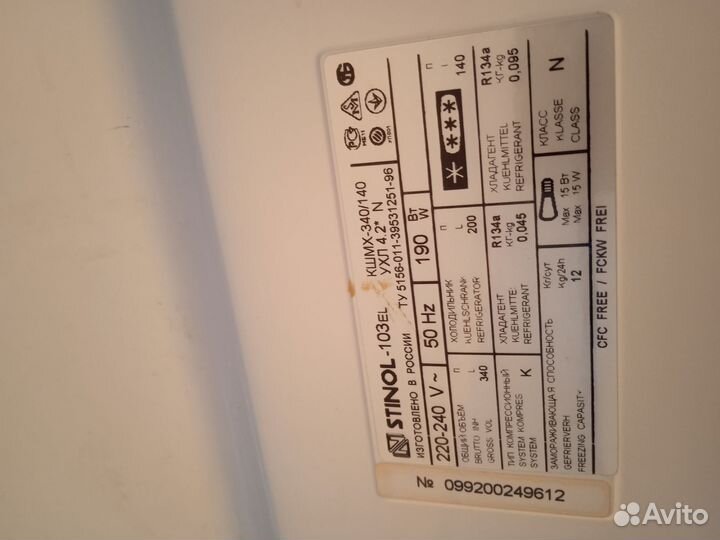 STINOL-103EL КШМХ-340/140
ИЗГОТОВЛЕНО В РОССИИ УХЛ 4.2* N
ТУ 5156-011-39531251-96
220-240 V ~ 50 Hz 190 Вт W
ОБЩИЙ ОБЪЕМ Л
BRUTTO INH L
GROSS VOL 340
ХОЛОДИЛЬНИК Л
KUEHLSCHRANK L
REFRIGERATOR 200
* *** Л L 140
ТИП КОМПРЕССИОННЫЙ
SYSTEM KOMPRES K
SYSTEM
ХЛАДАГЕНТ R134a
KUEHLMITTE: КГ-kg
REFRIGERANT 0,045
ХЛАДАГЕНТ R134a
KUEHLMITTEL КГ-kg
REFRIGERANT 0,095
ЗАМОРАЖИВАЮЩАЯ СПОСОБНОСТЬ Кг/сут
GEFRIERVERH Kg/24h
FREEZING CAPASITY 12
Max 15 Вт
Max 15 W
КЛАСС
KLASSE N
CLASS
CFC FREE / FCKW FREI
№ 099200249612
Avito